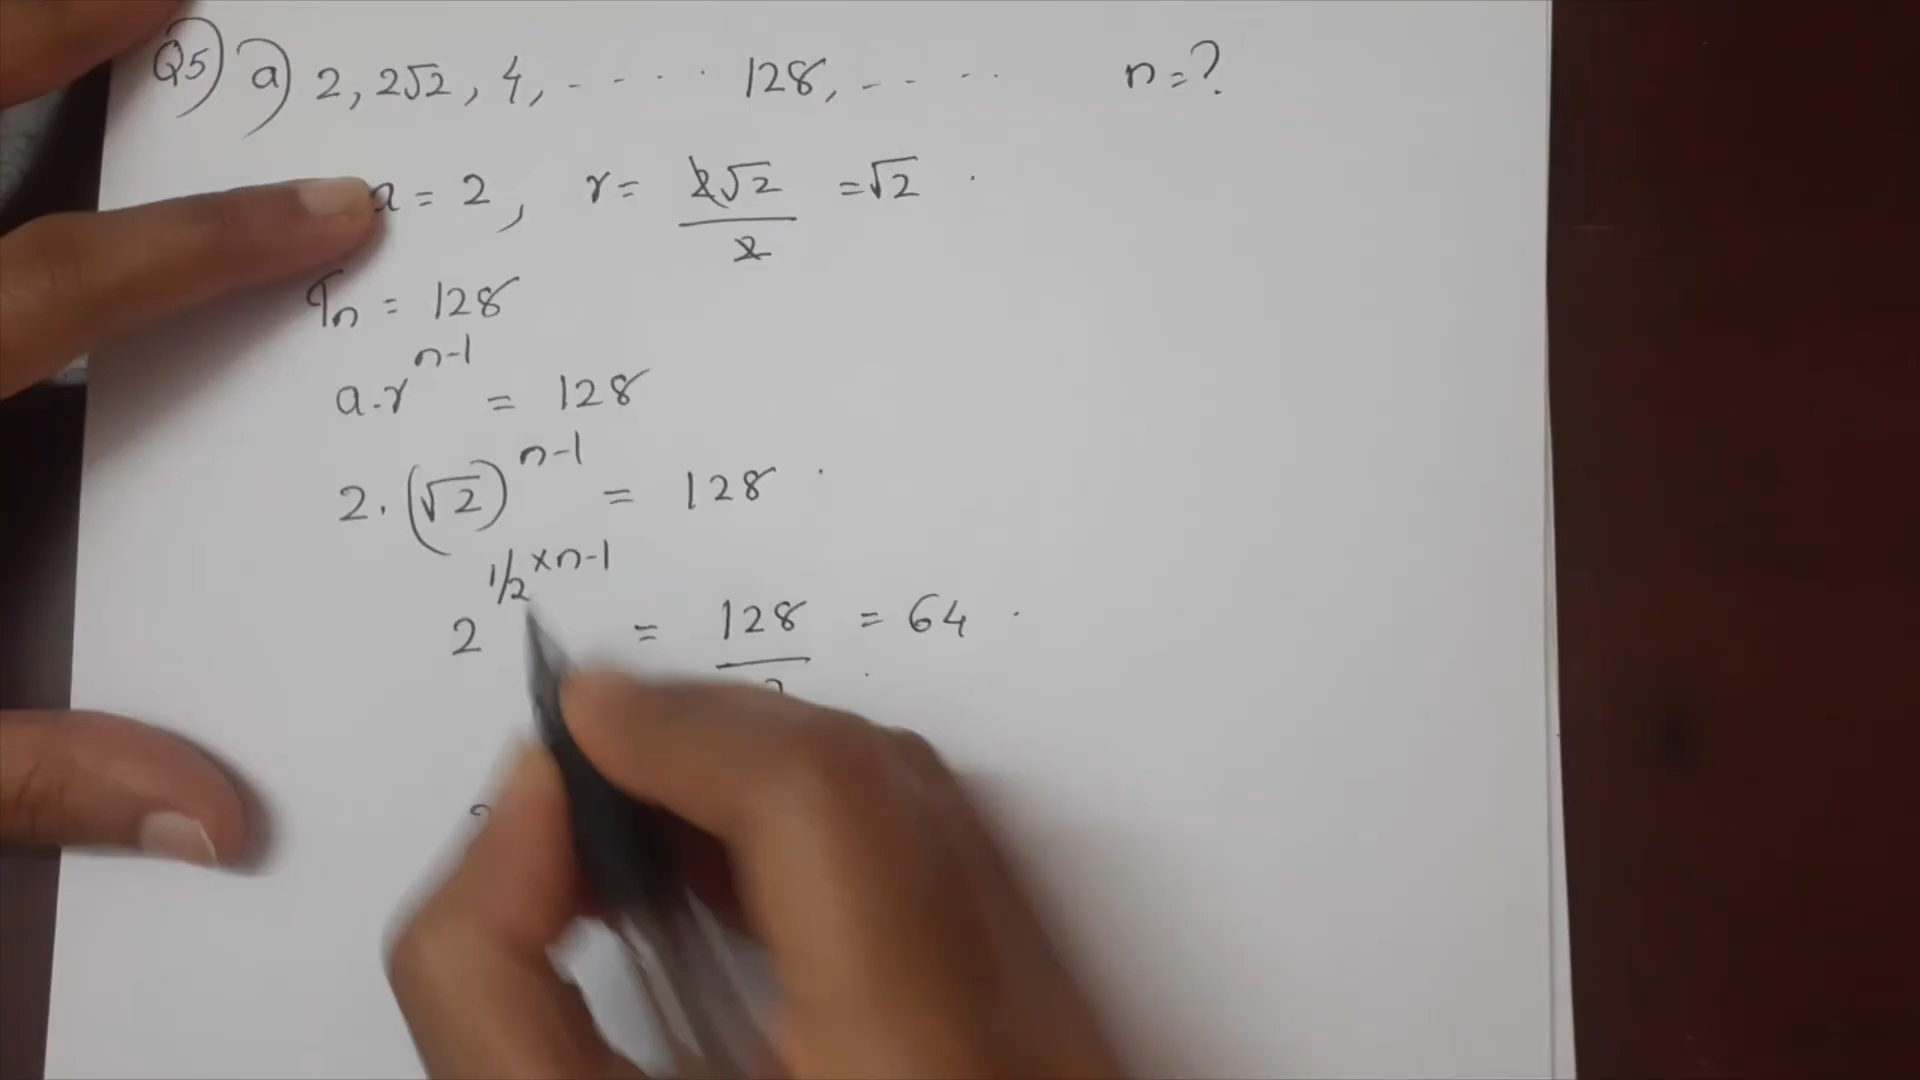 Q5) a) 2, 2√2, 4, - - - - 128, - - - - n = ?
a = 2, r = 2√2/2 = √2 .
Tn = 128
a.r^n-1 = 128
2. (√2)^n-1 = 128 .
2^1/2 × n-1 = 128/2 = 64 .